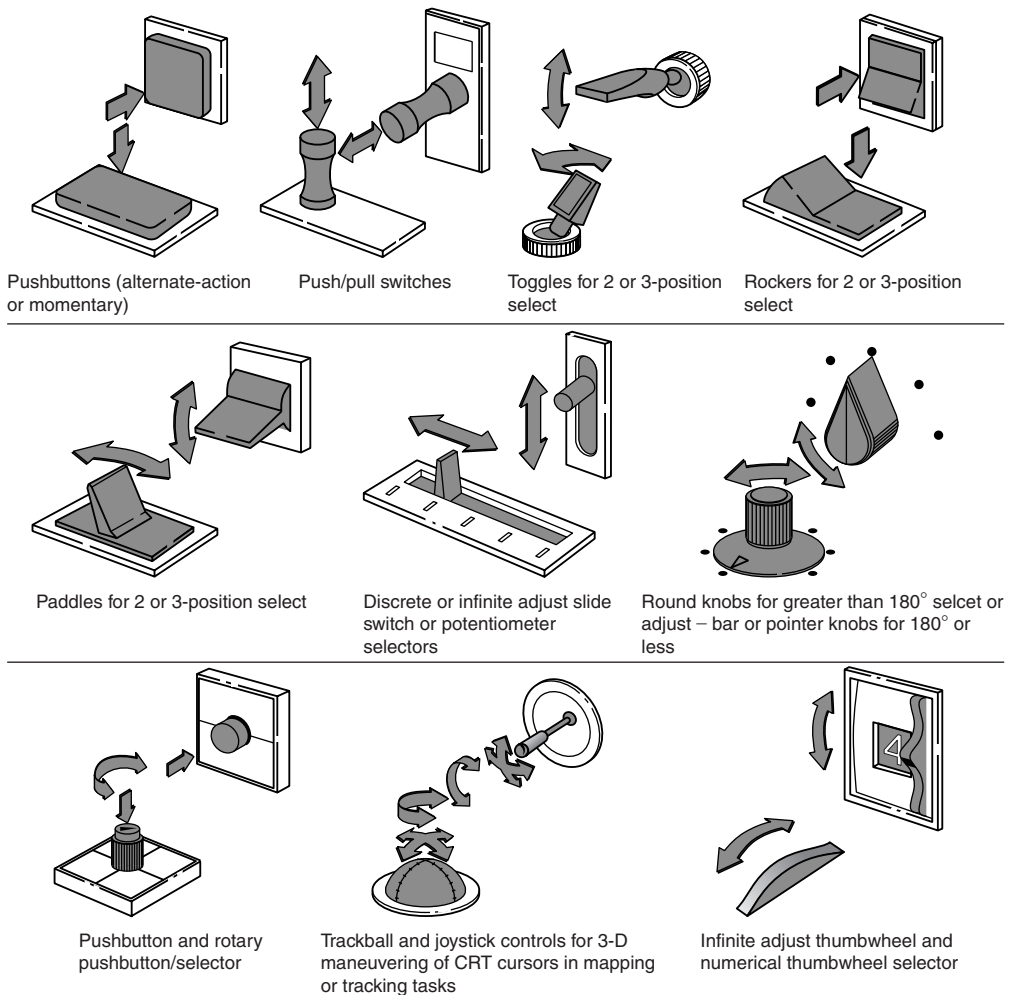 Pushbuttons (alternate-action
or momentary)
Push/pull switches
Toggles for 2 or 3-position
select
Rockers for 2 or 3-position
select
Paddles for 2 or 3-position select
Discrete or infinite adjust slide
switch or potentiometer
selectors
Round knobs for greater than 180° selcet or
adjust – bar or pointer knobs for 180° or
less
4
Pushbutton and rotary
pushbutton/selector
Trackball and joystick controls for 3-D
maneuvering of CRT cursors in mapping
or tracking tasks
Infinite adjust thumbwheel and
numerical thumbwheel selector